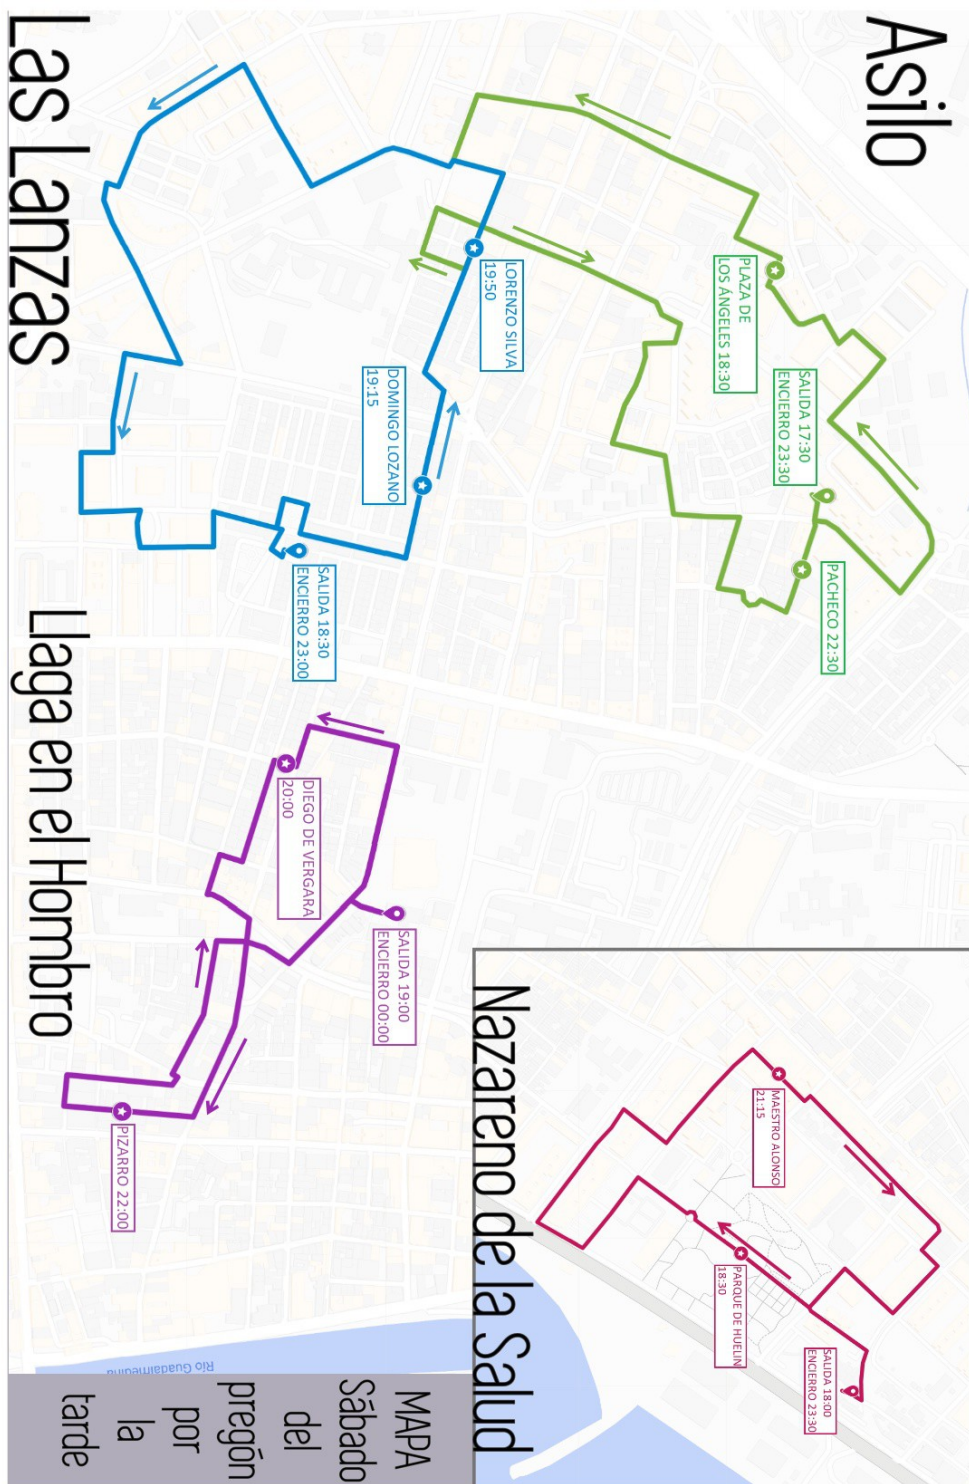 Asilo
PLAZA DE
LOS ÁNGELES 18:30
SALIDA 17:30
ENCIERRO 23:30
PACHECO 22:30
Las Lanzas
LORENZO SILVA
19:50
DOMINGO LOZANO
19:15
SALIDA 18:30
ENCIERRO 23:00
Llaga en el Hombro
DIEGO DE VERGARA
20:00
SALIDA 19:00
ENCIERRO 00:00
PIZARRO 22:00
Nazareno de la Salud
MAESTRO ALONSO
21:15
PARQUE DE HUELIN
18:30
SALIDA 18:00
ENCIERRO 23:30
Río Guadalmedina
MAPA
Sábado
del
pregón
por
la
tarde